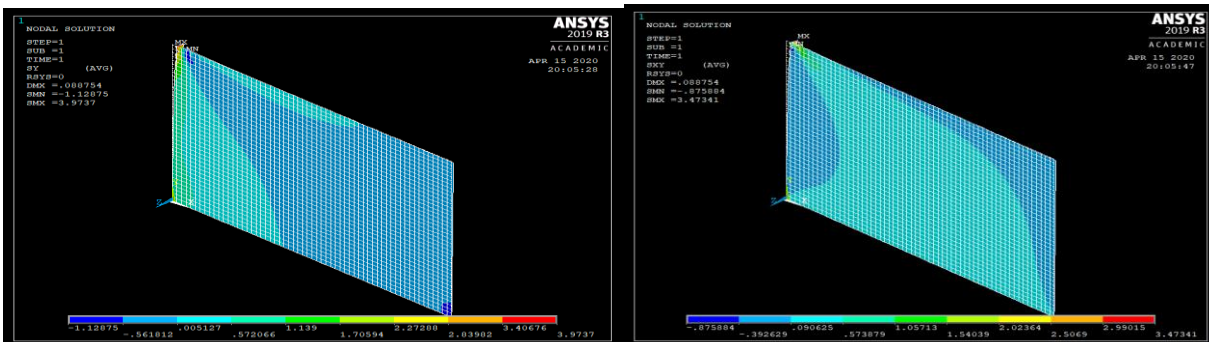 1
NODAL SOLUTION
STEP=1
SUB =1
TIME=1
SY (AVG)
RSYS=0
DMX =.088754
SMN =-1.12875
SMX =3.9737
ANSYS
2019 R3
ACADEMIC
APR 15 2020
20:05:28
MX
MN
X
-1.12875 .005127 1.139 2.27288 3.40676
-.561812 .572066 1.70594 2.83982 3.9737
1
NODAL SOLUTION
STEP=1
SUB =1
TIME=1
SXY (AVG)
RSYS=0
DMX =.088754
SMN =-.875884
SMX =3.47341
ANSYS
2019 R3
ACADEMIC
APR 15 2020
20:05:47
MX
-.875884 .090625 1.05713 2.02364 2.99015
-.392629 .573879 1.54039 2.5069 3.47341